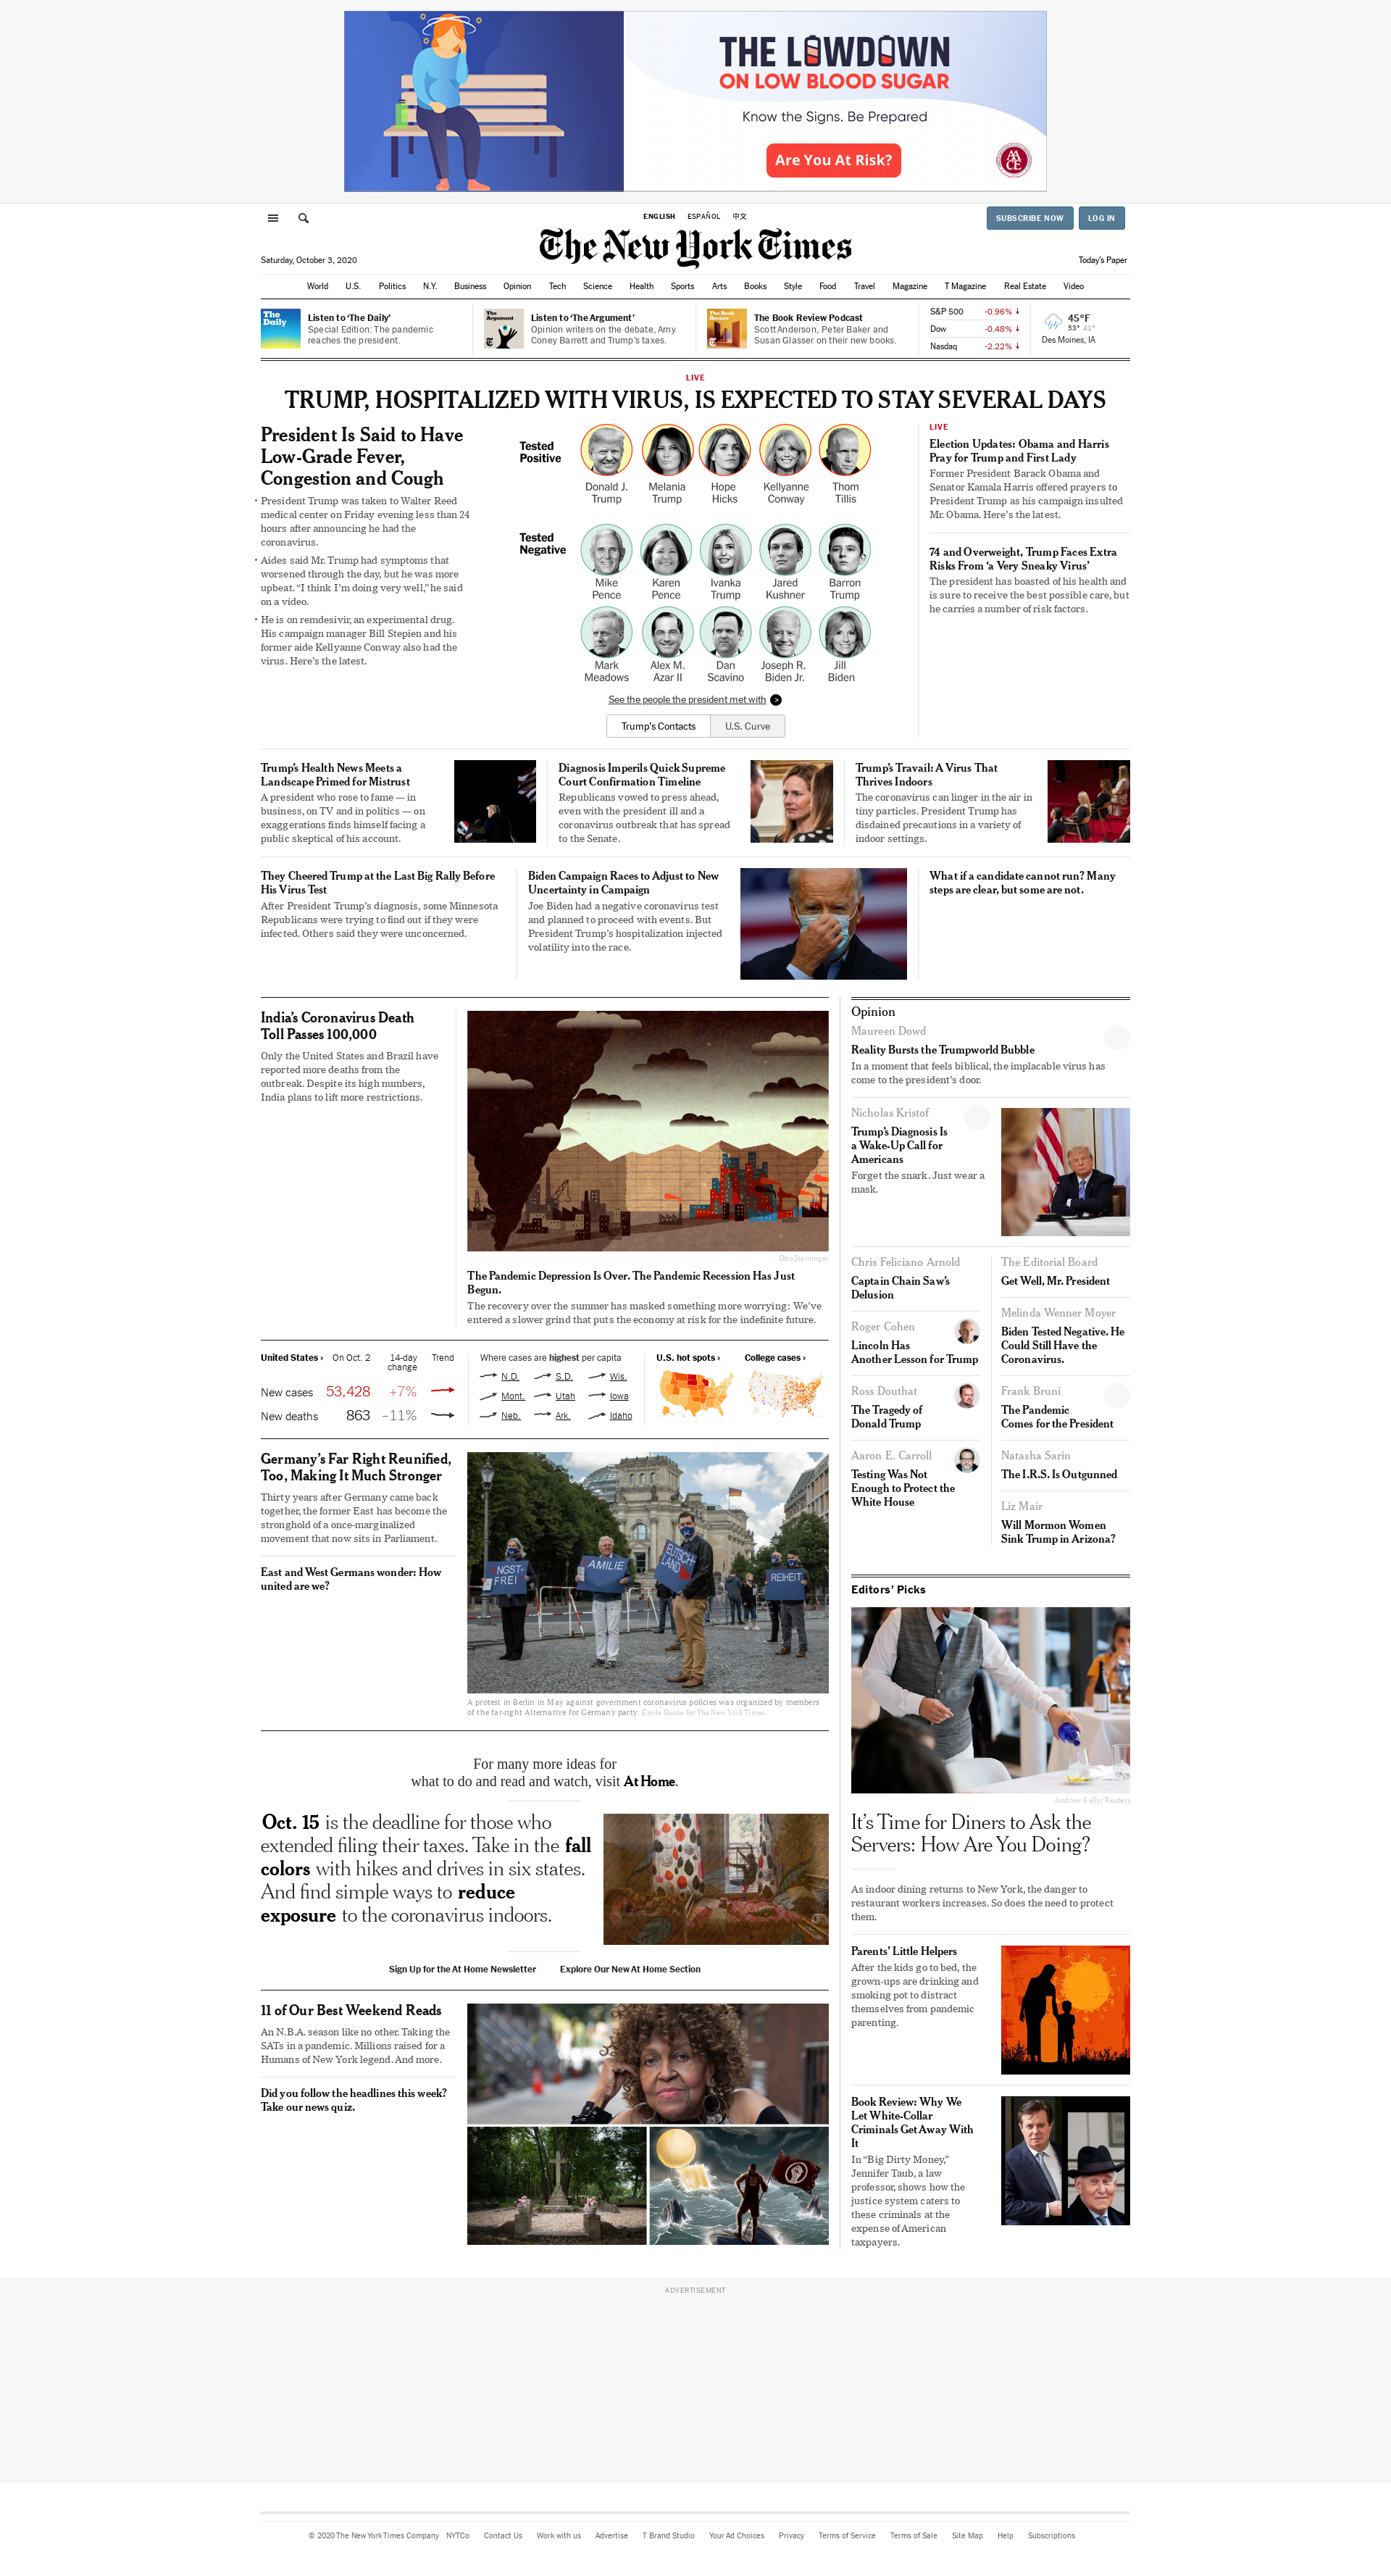 THE LOWDOWN
ON LOW BLOOD SUGAR
Know the Signs. Be Prepared
Are You At Risk?
AACE
ENGLISH ESPAÑOL 中文
SUBSCRIBE NOW LOG IN
The New York Times
Saturday, October 3, 2020
Today's Paper
World U.S. Politics N.Y. Business Opinion Tech Science Health Sports Arts Books Style Food Travel Magazine T Magazine Real Estate Video
The Daily
Listen to ‘The Daily’
Special Edition: The pandemic
reaches the president.
The Argument
Listen to ‘The Argument’
Opinion writers on the debate, Amy
Coney Barrett and Trump’s taxes.
The Book Review
The Book Review Podcast
Scott Anderson, Peter Baker and
Susan Glasser on their new books.
S&P 500 -0.96%
Dow -0.48%
Nasdaq -2.22%
45°F
53° 41°
Des Moines, IA
LIVE
TRUMP, HOSPITALIZED WITH VIRUS, IS EXPECTED TO STAY SEVERAL DAYS
President Is Said to Have
Low-Grade Fever,
Congestion and Cough
• President Trump was taken to Walter Reed
medical center on Friday evening less than 24
hours after announcing he had the
coronavirus.
• Aides said Mr. Trump had symptoms that
worsened through the day, but he was more
upbeat. “I think I’m doing very well,” he said
on a video.
• He is on remdesivir, an experimental drug.
His campaign manager Bill Stepien and his
former aide Kellyanne Conway also had the
virus. Here’s the latest.
Tested
Positive
Donald J.
Trump
Melania
Trump
Hope
Hicks
Kellyanne
Conway
Thom
Tillis
Tested
Negative
Mike
Pence
Karen
Pence
Ivanka
Trump
Jared
Kushner
Barron
Trump
Mark
Meadows
Alex M.
Azar II
Dan
Scavino
Joseph R.
Biden Jr.
Jill
Biden
See the people the president met with
Trump’s Contacts U.S. Curve
LIVE
Election Updates: Obama and Harris
Pray for Trump and First Lady
Former President Barack Obama and
Senator Kamala Harris offered prayers to
President Trump as his campaign insulted
Mr. Obama. Here’s the latest.
74 and Overweight, Trump Faces Extra
Risks From ‘a Very Sneaky Virus’
The president has boasted of his health and
is sure to receive the best possible care, but
he carries a number of risk factors.
Trump’s Health News Meets a
Landscape Primed for Mistrust
A president who rose to fame — in
business, on TV and in politics — on
exaggerations finds himself facing a
public skeptical of his account.
Diagnosis Imperils Quick Supreme
Court Confirmation Timeline
Republicans vowed to press ahead,
even with the president ill and a
coronavirus outbreak that has spread
to the Senate.
Trump’s Travail: A Virus That
Thrives Indoors
The coronavirus can linger in the air in
tiny particles. President Trump has
disdained precautions in a variety of
indoor settings.
They Cheered Trump at the Last Big Rally Before
His Virus Test
After President Trump’s diagnosis, some Minnesota
Republicans were trying to find out if they were
infected. Others said they were unconcerned.
Biden Campaign Races to Adjust to New
Uncertainty in Campaign
Joe Biden had a negative coronavirus test
and planned to proceed with events. But
President Trump’s hospitalization injected
volatility into the race.
What if a candidate cannot run? Many
steps are clear, but some are not.
India’s Coronavirus Death
Toll Passes 100,000
Only the United States and Brazil have
reported more deaths from the
outbreak. Despite its high numbers,
India plans to lift more restrictions.
Otto Steininger
The Pandemic Depression Is Over. The Pandemic Recession Has Just
Begun.
The recovery over the summer has masked something more worrying: We’ve
entered a slower grind that puts the economy at risk for the indefinite future.
United States › On Oct. 2 14-day
change Trend
New cases 53,428 +7%
New deaths 863 –11%
Where cases are highest per capita
N.D. S.D. Wis.
Mont. Utah Iowa
Neb. Ark. Idaho
U.S. hot spots › College cases ›
Germany’s Far Right Reunified,
Too, Making It Much Stronger
Thirty years after Germany came back
together, the former East has become the
stronghold of a once-marginalized
movement that now sits in Parliament.
East and West Germans wonder: How
united are we?
NGST-
FREI
AMILIE
EUTSCH-
LAND
REIHEIT
A protest in Berlin in May against government coronavirus policies was organized by members
of the far-right Alternative for Germany party. Emile Ducke for The New York Times
For many more ideas for
what to do and read and watch, visit At Home.
Oct. 15 is the deadline for those who
extended filing their taxes. Take in the fall
colors with hikes and drives in six states.
And find simple ways to reduce
exposure to the coronavirus indoors.
Sign Up for the At Home Newsletter Explore Our New At Home Section
11 of Our Best Weekend Reads
An N.B.A. season like no other. Taking the
SATs in a pandemic. Millions raised for a
Humans of New York legend. And more.
Did you follow the headlines this week?
Take our news quiz.
Opinion
Maureen Dowd
Reality Bursts the Trumpworld Bubble
In a moment that feels biblical, the implacable virus has
come to the president’s door.
Nicholas Kristof
Trump’s Diagnosis Is
a Wake-Up Call for
Americans
Forget the snark. Just wear a
mask.
Chris Feliciano Arnold
Captain Chain Saw’s
Delusion
Roger Cohen
Lincoln Has
Another Lesson for Trump
Ross Douthat
The Tragedy of
Donald Trump
Aaron E. Carroll
Testing Was Not
Enough to Protect the
White House
The Editorial Board
Get Well, Mr. President
Melinda Wenner Moyer
Biden Tested Negative. He
Could Still Have the
Coronavirus.
Frank Bruni
The Pandemic
Comes for the President
Natasha Sarin
The I.R.S. Is Outgunned
Liz Mair
Will Mormon Women
Sink Trump in Arizona?
Editors’ Picks
Andrew Kelly/Reuters
It’s Time for Diners to Ask the
Servers: How Are You Doing?
As indoor dining returns to New York, the danger to
restaurant workers increases. So does the need to protect
them.
Parents’ Little Helpers
After the kids go to bed, the
grown-ups are drinking and
smoking pot to distract
themselves from pandemic
parenting.
Book Review: Why We
Let White-Collar
Criminals Get Away With
It
In “Big Dirty Money,”
Jennifer Taub, a law
professor, shows how the
justice system caters to
these criminals at the
expense of American
taxpayers.
ADVERTISEMENT
© 2020 The New York Times Company NYTCo Contact Us Work with us Advertise T Brand Studio Your Ad Choices Privacy Terms of Service Terms of Sale Site Map Help Subscriptions